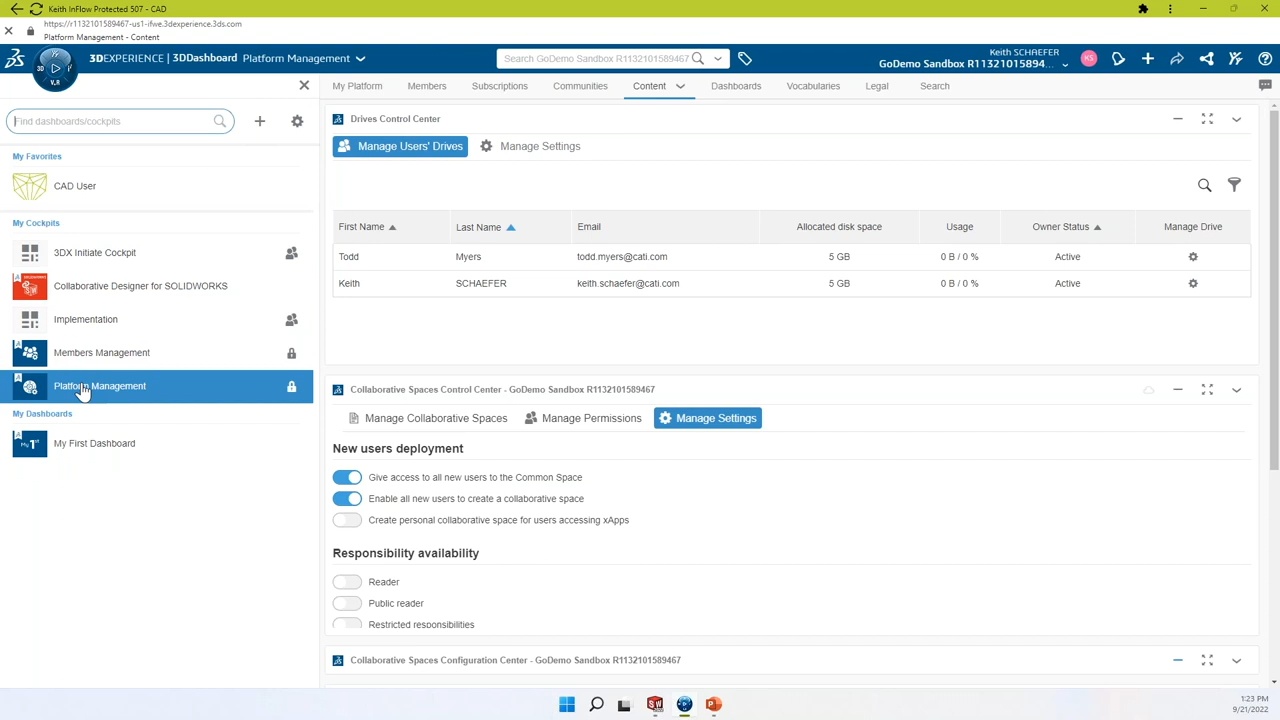 Keith InFlow Protected 507 - CAD
https://r1132101589467-us1-ifwe.3dexperience.3ds.com
Platform Management - Content
3DEXPERIENCE | 3DDashboard Platform Management
Search GoDemo Sandbox R1132101589467
Keith SCHAEFER
GoDemo Sandbox R11321015894...
KS
3D
V.R
My Platform
Members
Subscriptions
Communities
Content
Dashboards
Vocabularies
Legal
Search
Find dashboards/cockpits
My Favorites
CAD User
My Cockpits
3DX Initiate Cockpit
Collaborative Designer for SOLIDWORKS
Implementation
Members Management
Platform Management
My Dashboards
My 1st
My First Dashboard
Drives Control Center
Manage Users' Drives
Manage Settings
First Name
Last Name
Email
Allocated disk space
Usage
Owner Status
Manage Drive
Todd Myers todd.myers@cati.com 5 GB 0 B / 0 % Active
Keith SCHAEFER keith.schaefer@cati.com 5 GB 0 B / 0 % Active
Collaborative Spaces Control Center - GoDemo Sandbox R1132101589467
Manage Collaborative Spaces
Manage Permissions
Manage Settings
New users deployment
Give access to all new users to the Common Space
Enable all new users to create a collaborative space
Create personal collaborative space for users accessing xApps
Responsibility availability
Reader
Public reader
Restricted responsibilities
Collaborative Spaces Configuration Center - GoDemo Sandbox R1132101589467
1:23 PM
9/21/2022